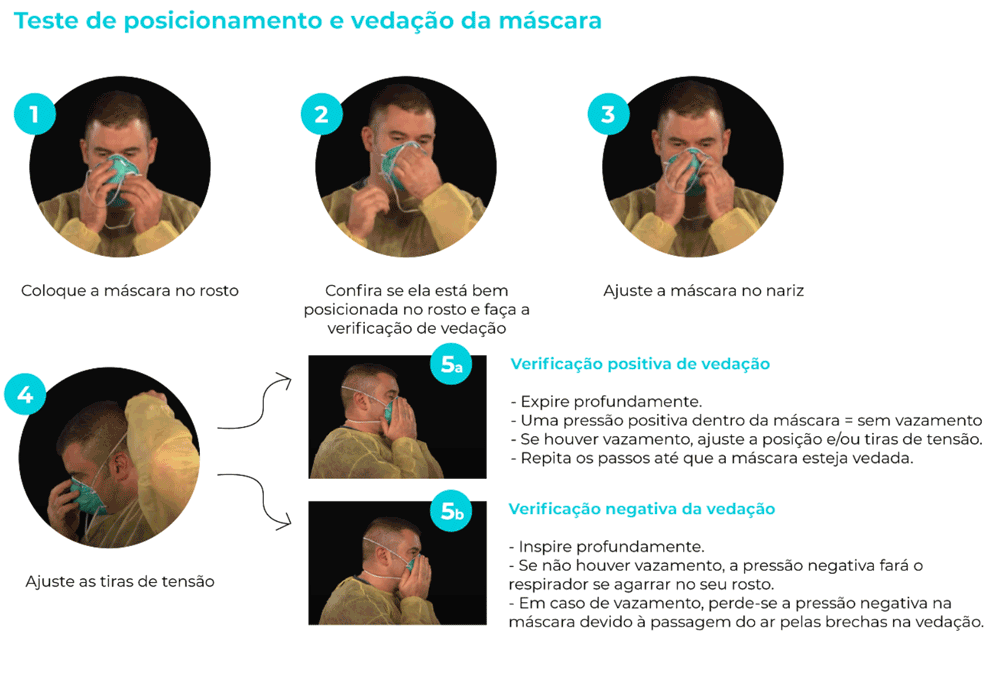 Teste de posicionamento e vedação da máscara
1
2
3
Coloque a máscara no rosto
Confira se ela está bem
posicionada no rosto e faça a
verificação de vedação
Ajuste a máscara no nariz
4
Ajuste as tiras de tensão
5a
Verificação positiva de vedação
- Expire profundamente.
- Uma pressão positiva dentro da máscara = sem vazamento
- Se houver vazamento, ajuste a posição e/ou tiras de tensão.
- Repita os passos até que a máscara esteja vedada.
5b
Verificação negativa da vedação
- Inspire profundamente.
- Se não houver vazamento, a pressão negativa fará o
respirador se agarrar no seu rosto.
- Em caso de vazamento, perde-se a pressão negativa na
máscara devido à passagem do ar pelas brechas na vedação.